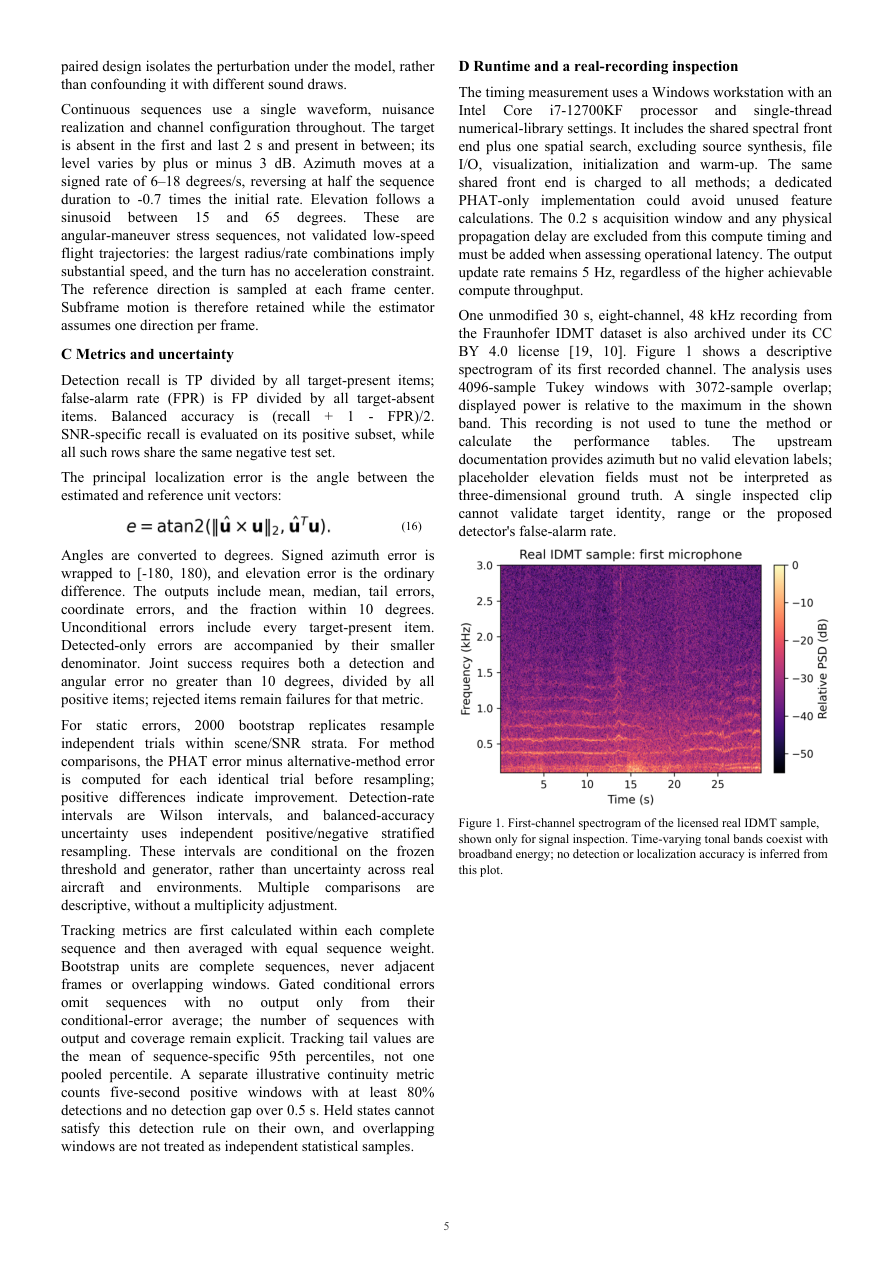 paired design isolates the perturbation under the model, rather
than confounding it with different sound draws.
Continuous sequences use a single waveform, nuisance
realization and channel configuration throughout. The target
is absent in the first and last 2 s and present in between; its
level varies by plus or minus 3 dB. Azimuth moves at a
signed rate of 6–18 degrees/s, reversing at half the sequence
duration to -0.7 times the initial rate. Elevation follows a
sinusoid between 15 and 65 degrees. These are
angular-maneuver stress sequences, not validated low-speed
flight trajectories: the largest radius/rate combinations imply
substantial speed, and the turn has no acceleration constraint.
The reference direction is sampled at each frame center.
Subframe motion is therefore retained while the estimator
assumes one direction per frame.
C Metrics and uncertainty
Detection recall is TP divided by all target-present items;
false-alarm rate (FPR) is FP divided by all target-absent
items. Balanced accuracy is (recall + 1 - FPR)/2.
SNR-specific recall is evaluated on its positive subset, while
all such rows share the same negative test set.
The principal localization error is the angle between the
estimated and reference unit vectors:
e = atan2(‖û × u‖₂, ûᵀu). (16)
Angles are converted to degrees. Signed azimuth error is
wrapped to [-180, 180), and elevation error is the ordinary
difference. The outputs include mean, median, tail errors,
coordinate errors, and the fraction within 10 degrees.
Unconditional errors include every target-present item.
Detected-only errors are accompanied by their smaller
denominator. Joint success requires both a detection and
angular error no greater than 10 degrees, divided by all
positive items; rejected items remain failures for that metric.
For static errors, 2000 bootstrap replicates resample
independent trials within scene/SNR strata. For method
comparisons, the PHAT error minus alternative-method error
is computed for each identical trial before resampling;
positive differences indicate improvement. Detection-rate
intervals are Wilson intervals, and balanced-accuracy
uncertainty uses independent positive/negative stratified
resampling. These intervals are conditional on the frozen
threshold and generator, rather than uncertainty across real
aircraft and environments. Multiple comparisons are
descriptive, without a multiplicity adjustment.
Tracking metrics are first calculated within each complete
sequence and then averaged with equal sequence weight.
Bootstrap units are complete sequences, never adjacent
frames or overlapping windows. Gated conditional errors
omit sequences with no output only from their
conditional-error average; the number of sequences with
output and coverage remain explicit. Tracking tail values are
the mean of sequence-specific 95th percentiles, not one
pooled percentile. A separate illustrative continuity metric
counts five-second positive windows with at least 80%
detections and no detection gap over 0.5 s. Held states cannot
satisfy this detection rule on their own, and overlapping
windows are not treated as independent statistical samples.
D Runtime and a real-recording inspection
The timing measurement uses a Windows workstation with an
Intel Core i7-12700KF processor and single-thread
numerical-library settings. It includes the shared spectral front
end plus one spatial search, excluding source synthesis, file
I/O, visualization, initialization and warm-up. The same
shared front end is charged to all methods; a dedicated
PHAT-only implementation could avoid unused feature
calculations. The 0.2 s acquisition window and any physical
propagation delay are excluded from this compute timing and
must be added when assessing operational latency. The output
update rate remains 5 Hz, regardless of the higher achievable
compute throughput.
One unmodified 30 s, eight-channel, 48 kHz recording from
the Fraunhofer IDMT dataset is also archived under its CC
BY 4.0 license [19, 10]. Figure 1 shows a descriptive
spectrogram of its first recorded channel. The analysis uses
4096-sample Tukey windows with 3072-sample overlap;
displayed power is relative to the maximum in the shown
band. This recording is not used to tune the method or
calculate the performance tables. The upstream
documentation provides azimuth but no valid elevation labels;
placeholder elevation fields must not be interpreted as
three-dimensional ground truth. A single inspected clip
cannot validate target identity, range or the proposed
detector's false-alarm rate.
Real IDMT sample: first microphone
3.0
2.5
2.0
1.5
1.0
0.5
Frequency (kHz)
5 10 15 20 25
Time (s)
0
−10
−20
−30
−40
−50
Relative PSD (dB)
Figure 1. First-channel spectrogram of the licensed real IDMT sample,
shown only for signal inspection. Time-varying tonal bands coexist with
broadband energy; no detection or localization accuracy is inferred from
this plot.
5